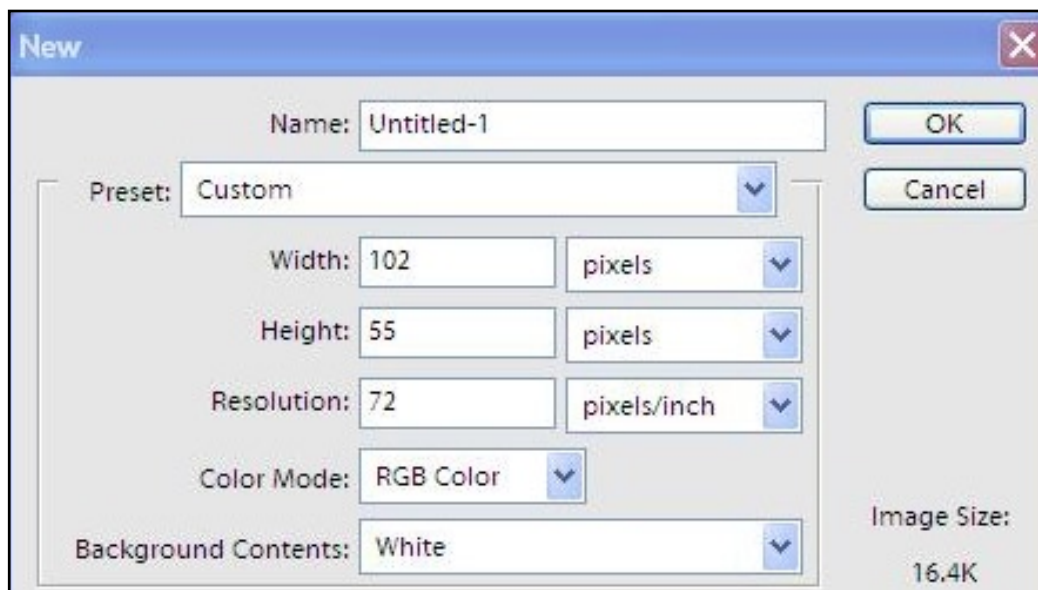 New
Name: Untitled-1 OK
Preset: Custom Cancel
Width: 102 pixels
Height: 55 pixels
Resolution: 72 pixels/inch
Color Mode: RGB Color
Image Size:
Background Contents: White
16.4K